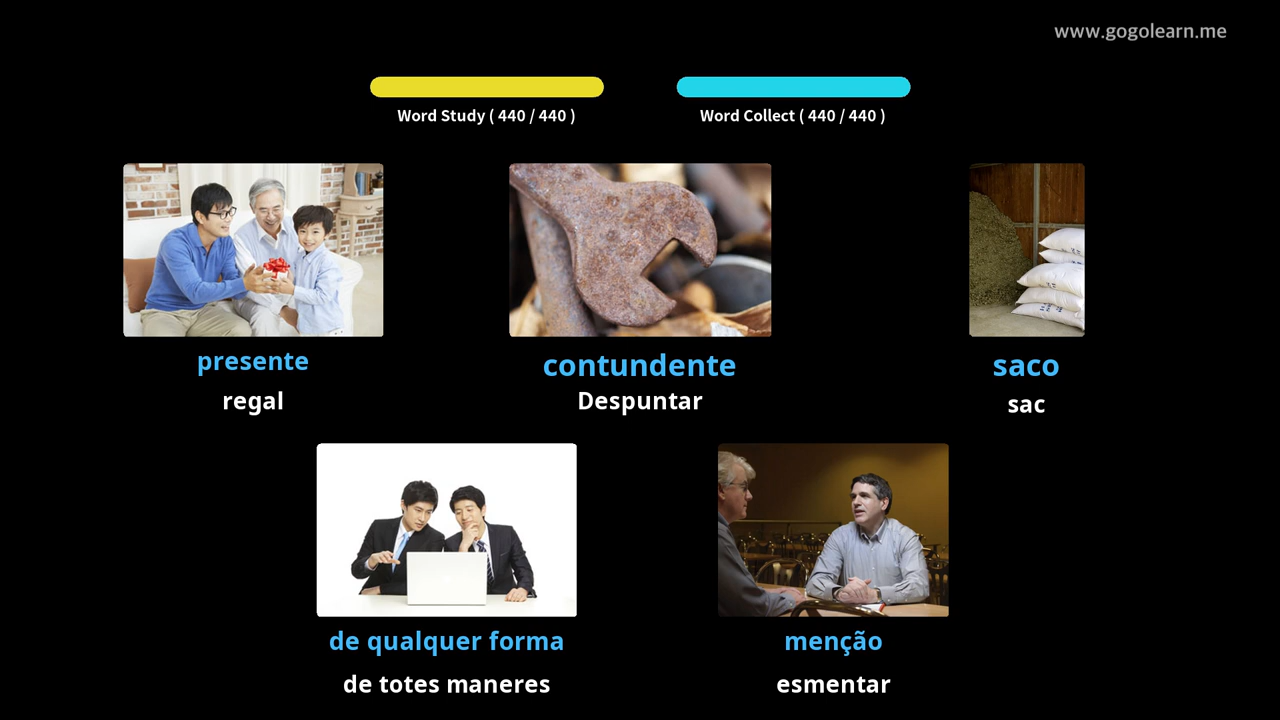 www.gogolearn.me
Word Study ( 440 / 440 )
Word Collect ( 440 / 440 )
presente
regal
contundente
Despuntar
saco
sac
de qualquer forma
de totes maneres
menção
esmentar